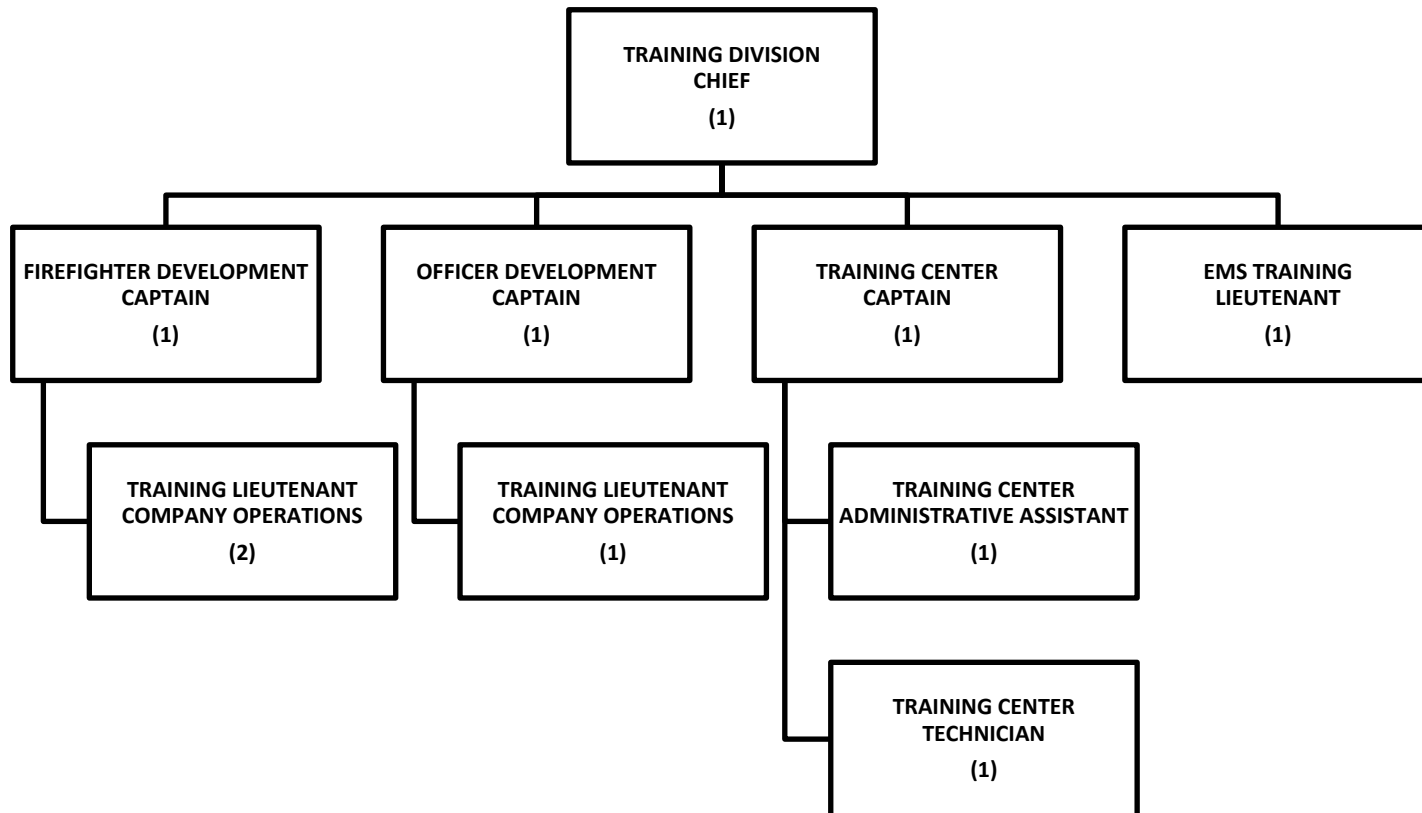 TRAINING DIVISION
CHIEF
(1)
FIREFIGHTER DEVELOPMENT
CAPTAIN
(1)
OFFICER DEVELOPMENT
CAPTAIN
(1)
TRAINING CENTER
CAPTAIN
(1)
EMS TRAINING
LIEUTENANT
(1)
TRAINING LIEUTENANT
COMPANY OPERATIONS
(2)
TRAINING LIEUTENANT
COMPANY OPERATIONS
(1)
TRAINING CENTER
ADMINISTRATIVE ASSISTANT
(1)
TRAINING CENTER
TECHNICIAN
(1)